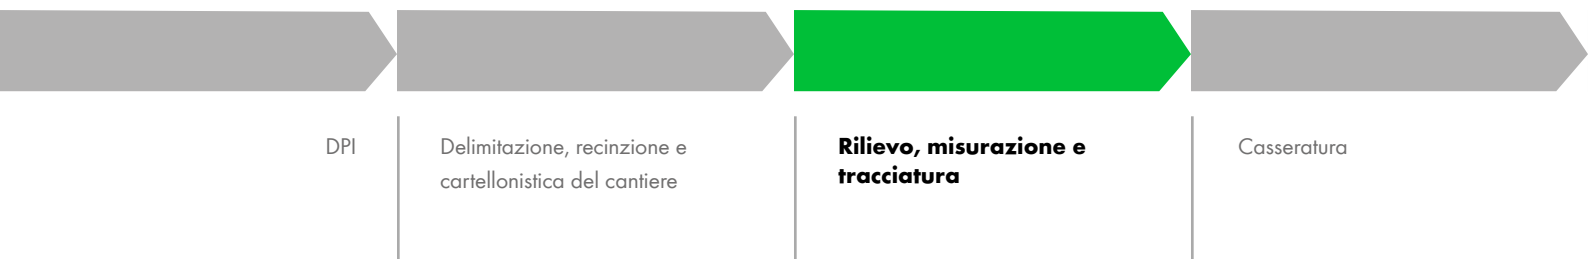 DPI
Delimitazione, recinzione e
cartellonistica del cantiere
Rilievo, misurazione e
tracciatura
Casseratura